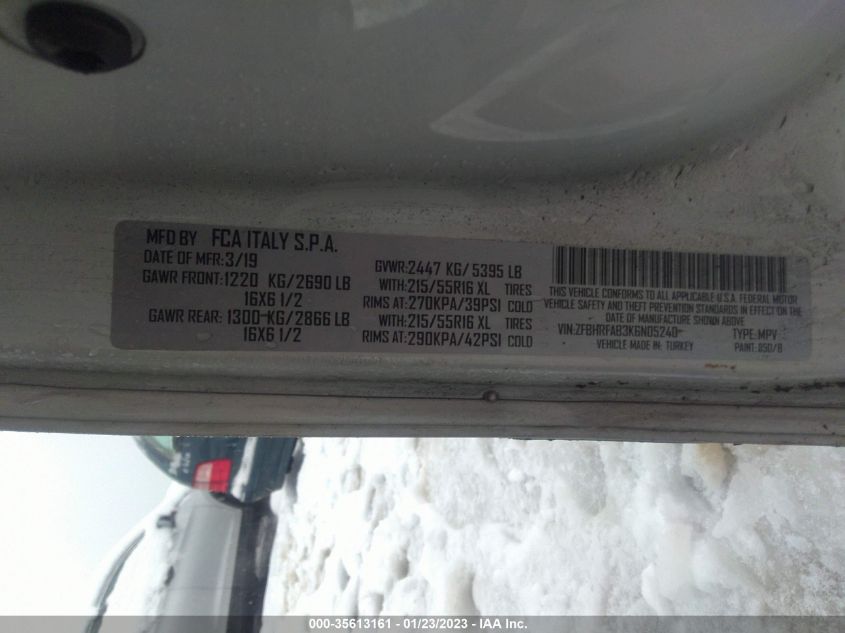 MFD BY FCA ITALY S.P.A.
DATE OF MFR:3/19
GAWR FRONT:1220 KG/2690 LB
16X6 1/2
GAWR REAR: 1300 KG/2866 LB
16X6 1/2
GVWR:2447 KG/ 5395 LB
WITH:215/55R16 XL TIRES
RIMS AT:270KPA/39PSI COLD
WITH:215/55R16 XL TIRES
RIMS AT:290KPA/42PSI COLD
THIS VEHICLE CONFORMS TO ALL APPLICABLE U.S.A. FEDERAL MOTOR
VEHICLE SAFETY AND THEFT PREVENTION STANDARDS IN EFFECT ON THE
DATE OF MANUFACTURE SHOWN ABOVE
VIN:ZFBHRFAB3K6N05240 TYPE: MPV
VEHICLE MADE IN: TURKEY PAINT: 950/B
000-35613161 - 01/23/2023 - IAA Inc.